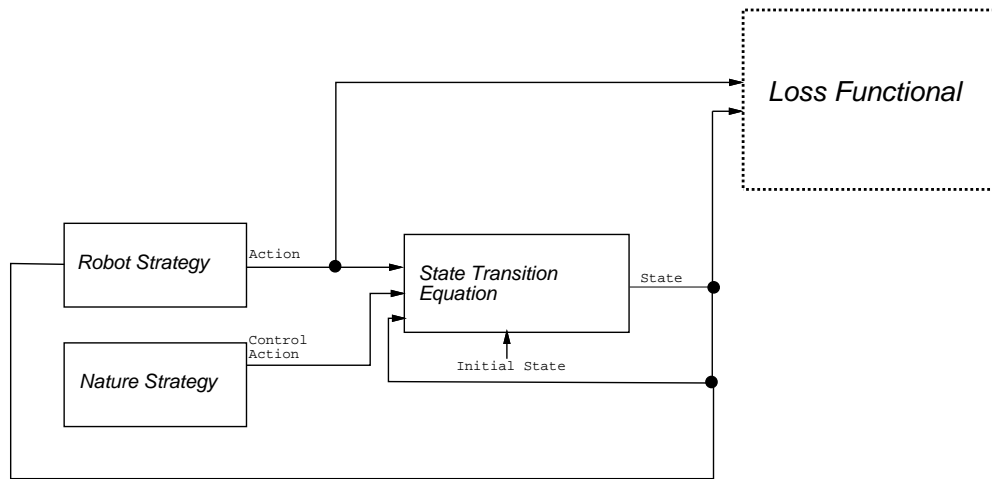 Loss Functional
Robot Strategy
Action
State Transition
Equation
State
Control
Action
Initial State
Nature Strategy